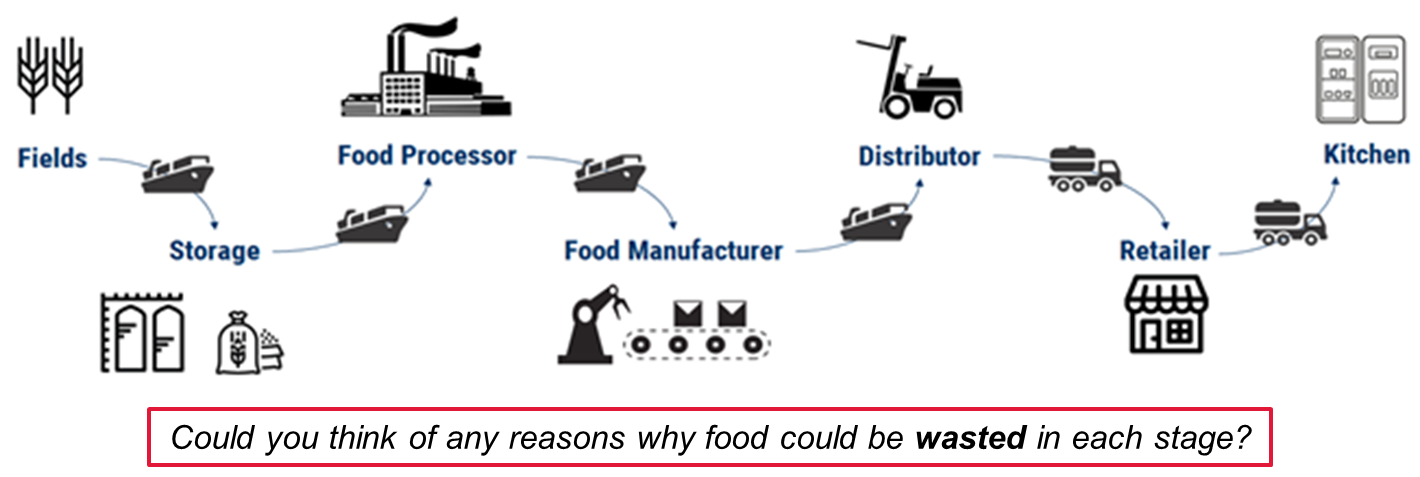 Fields
Food Processor
Distributor
Kitchen
Storage
Food Manufacturer
Retailer
Could you think of any reasons why food could be wasted in each stage?